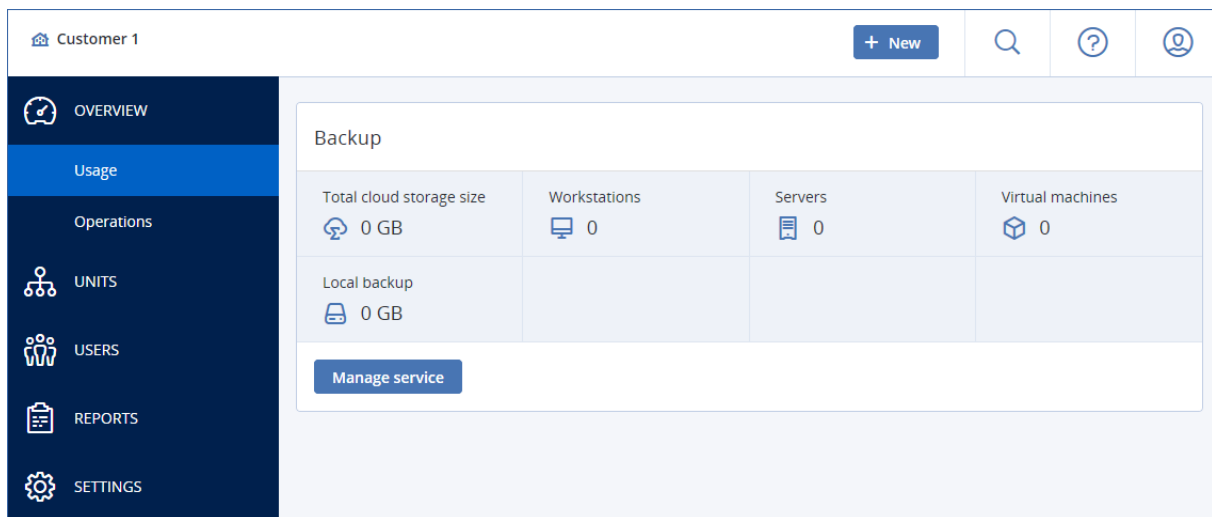 Customer 1
+ New
OVERVIEW
Usage
Operations
UNITS
USERS
REPORTS
SETTINGS
Backup
Total cloud storage size
0 GB
Workstations
0
Servers
0
Virtual machines
0
Local backup
0 GB
Manage service